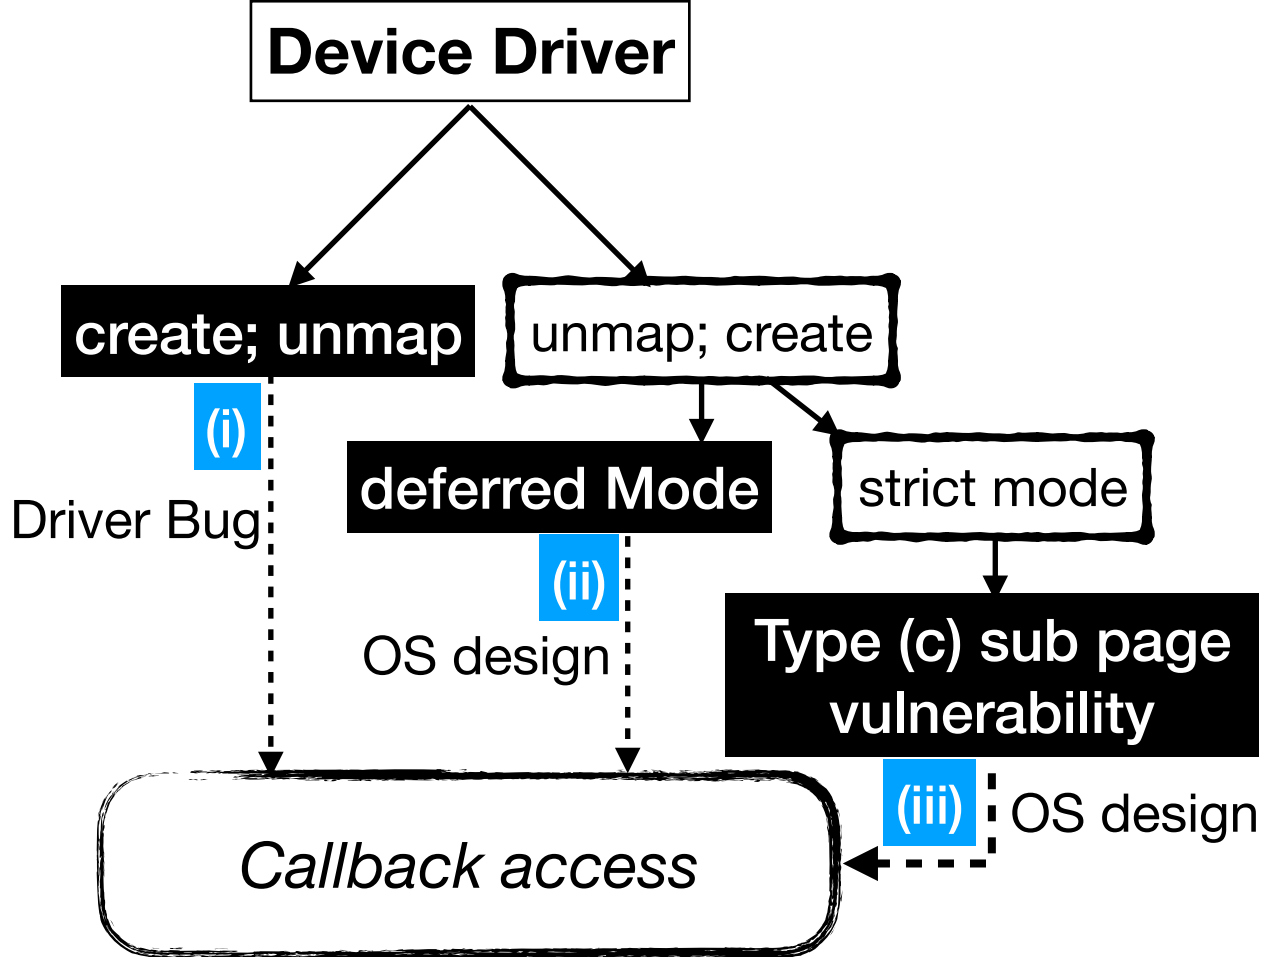 Device Driver
create; unmap
unmap; create
(i)
deferred Mode
strict mode
Driver Bug
(ii)
OS design
Type (c) sub page
vulnerability
(iii)
OS design
Callback access